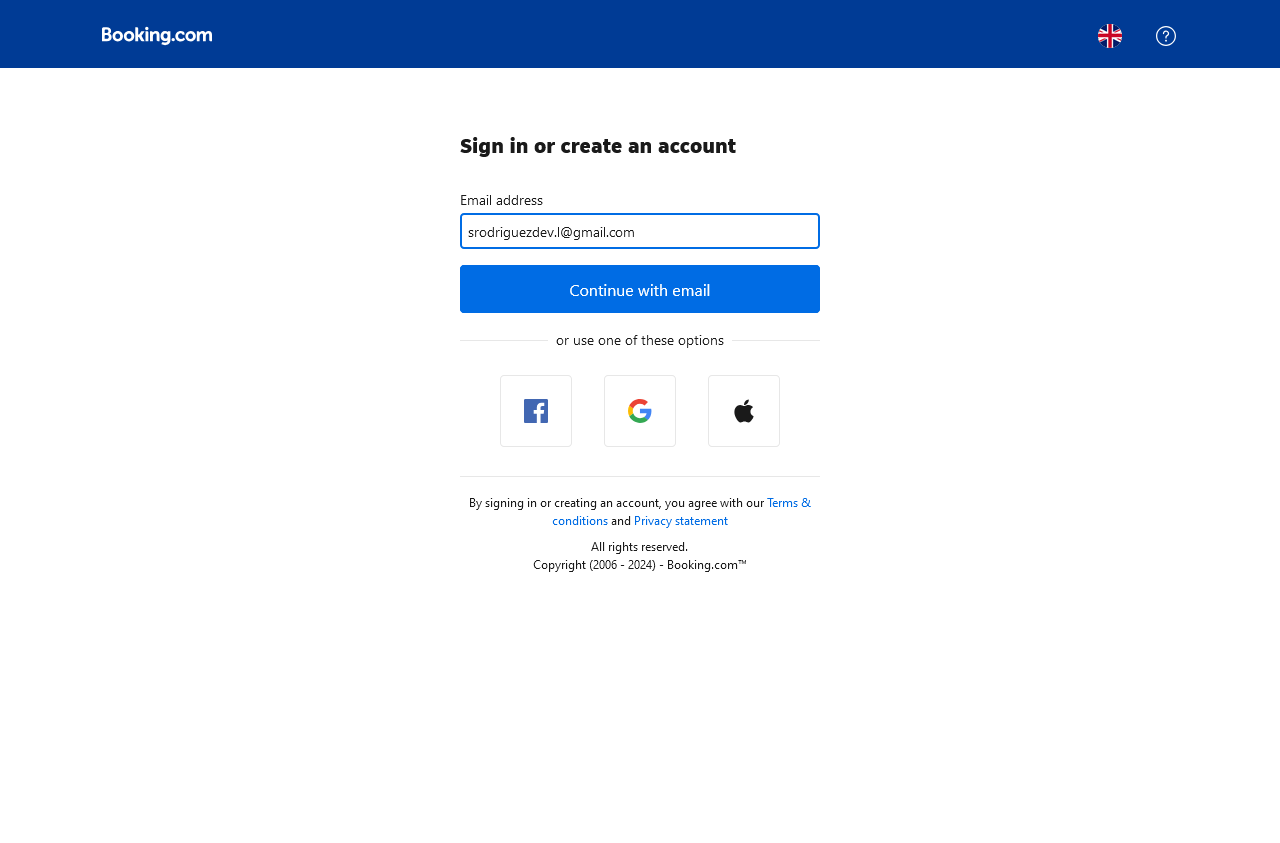 Booking.com
Sign in or create an account
Email address
srodriguezdev.l@gmail.com
Continue with email
or use one of these options
By signing in or creating an account, you agree with our Terms &
conditions and Privacy statement
All rights reserved.
Copyright (2006 - 2024) - Booking.com™